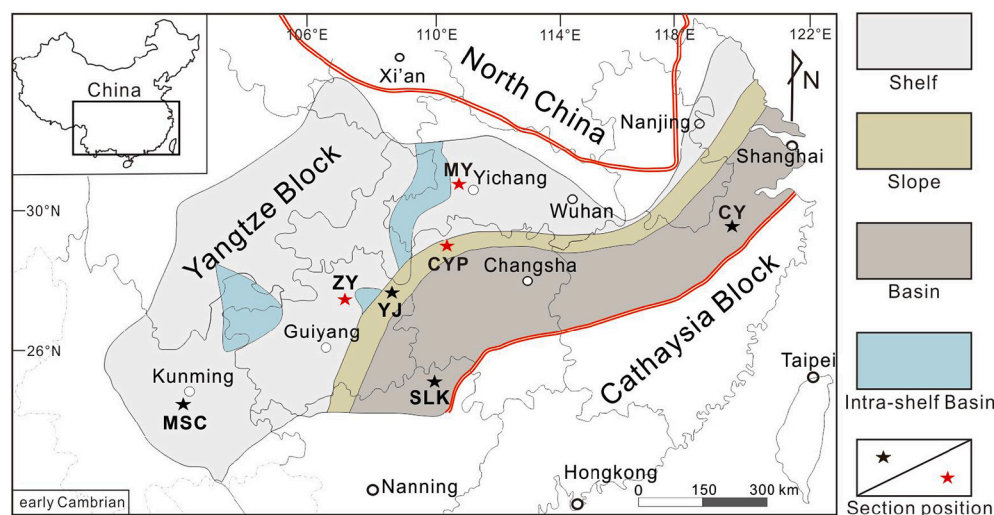 106°E
110°E
114°E
118°E
122°E
China
Xi'an
North China
N
Nanjing
Shanghai
Yangtze Block
MY
Yichang
30°N
Wuhan
CY
CYP
Changsha
ZY
YJ
Guiyang
Cathaysia Block
26°N
Kunming
MSC
SLK
Taipei
Nanning
Hongkong
0 150 300 km
early Cambrian
Shelf
Slope
Basin
Intra-shelf Basin
Section position